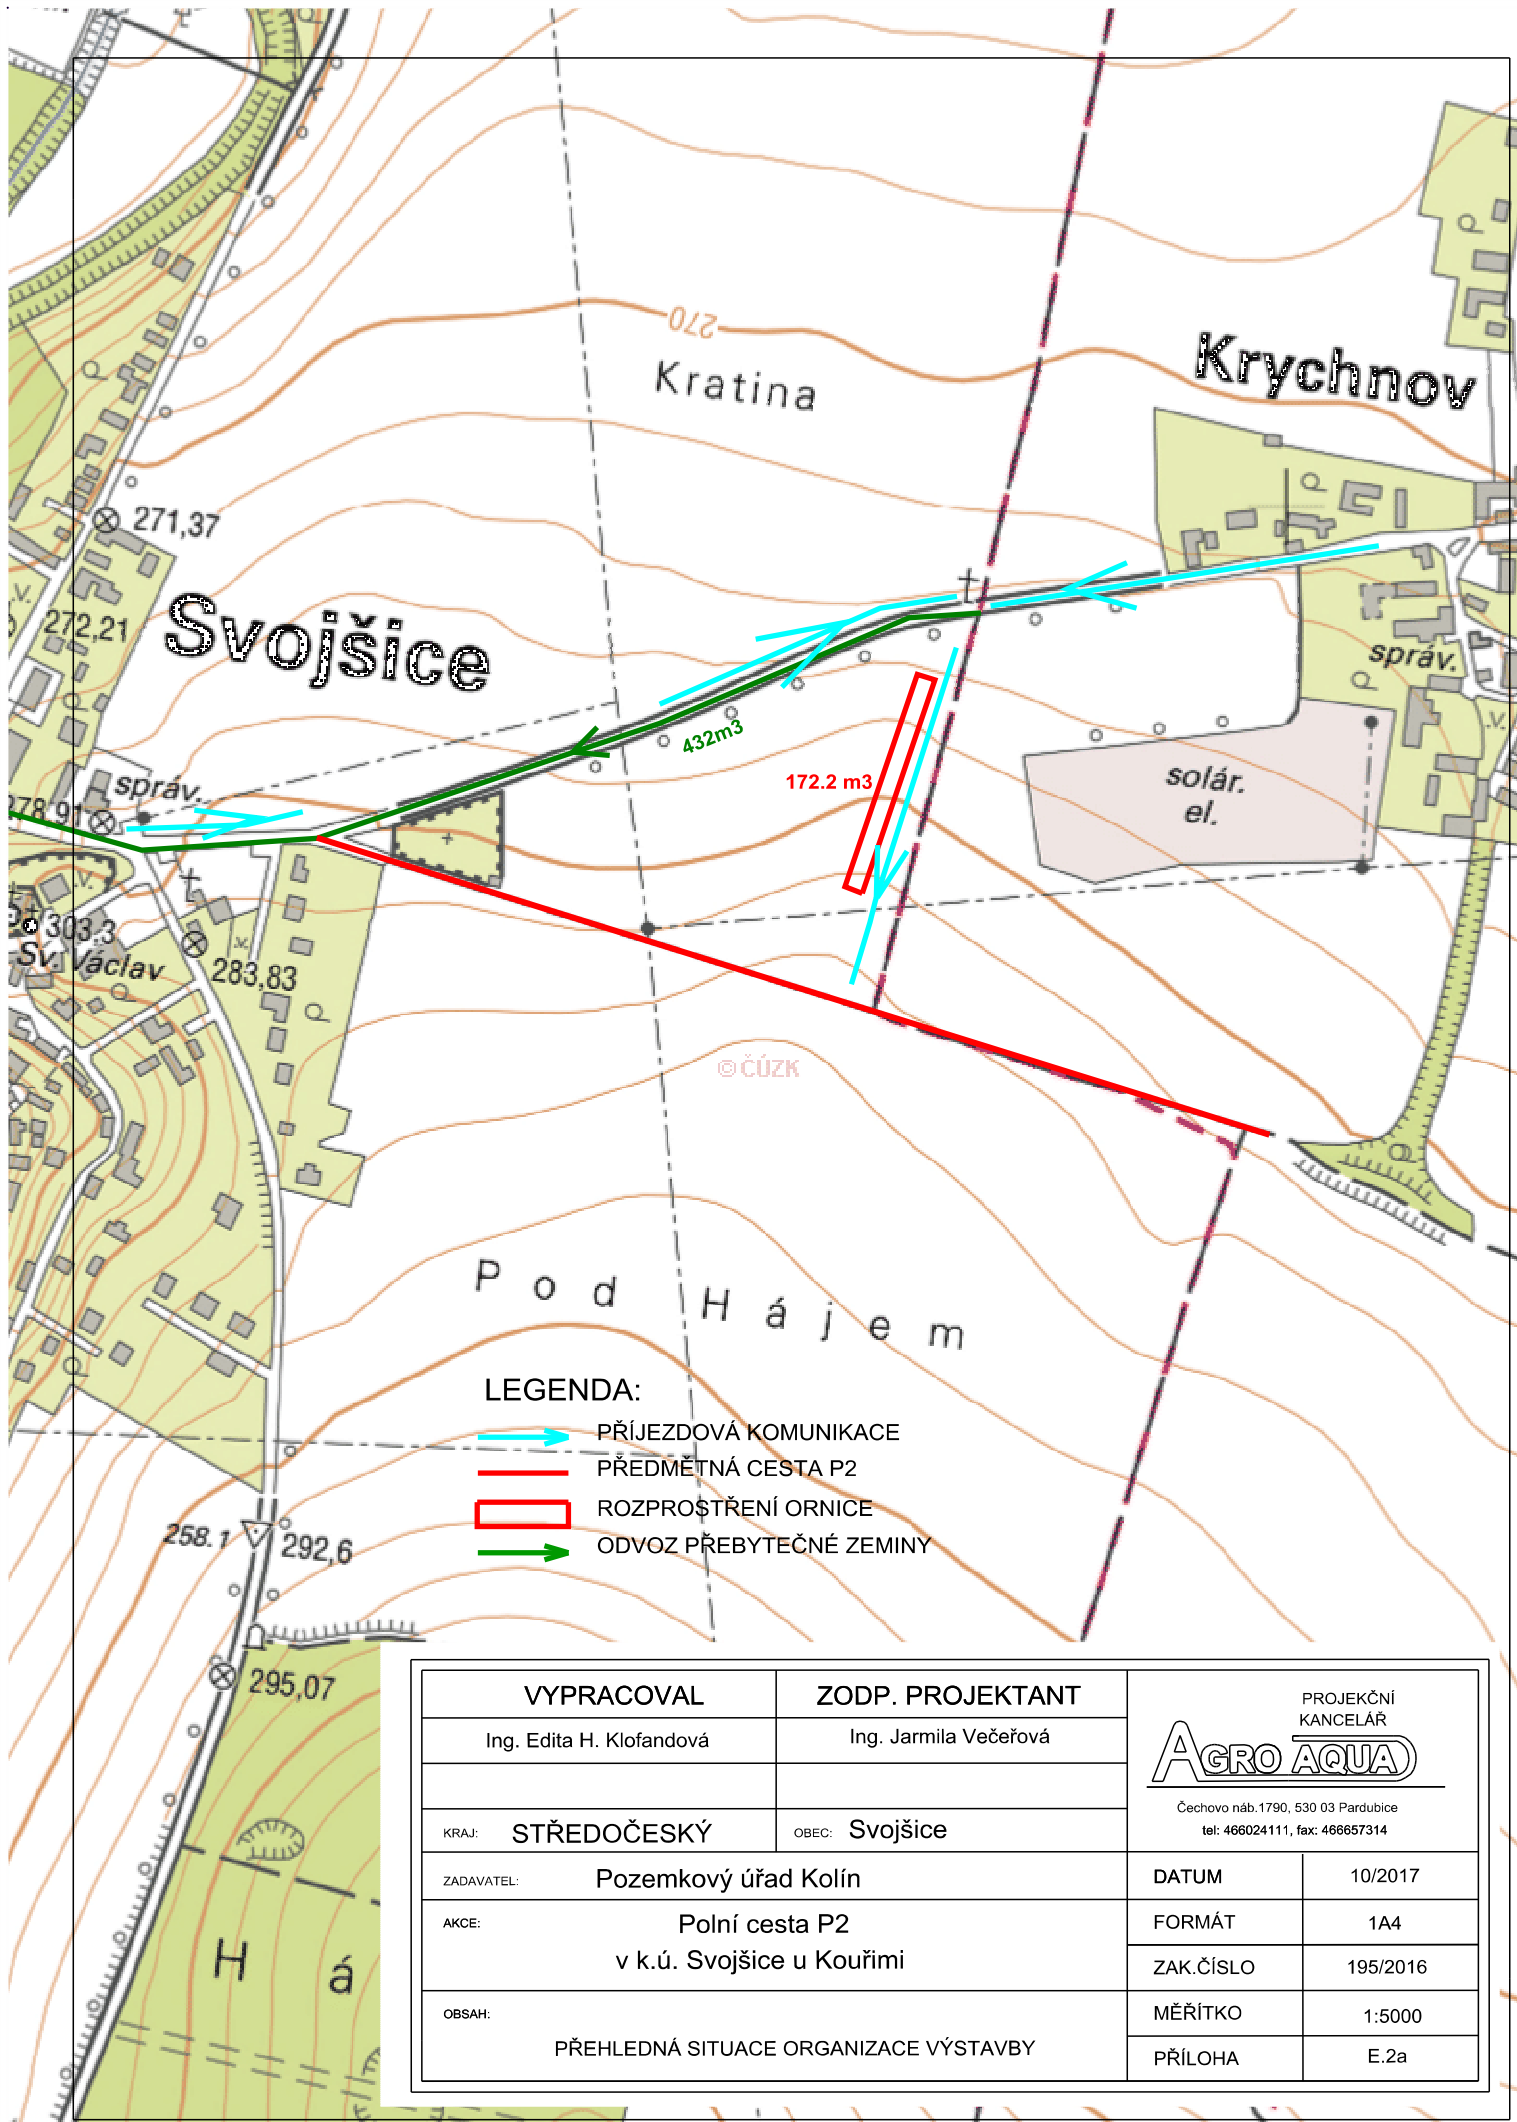 270
Kratina
Krychnov
271,37
Svojšice
272,21
správ.
432m3
172.2 m3
správ.
solár.
el.
278,91
303,3
Sv. Václav
283,83
©ČÚZK
Pod Hájem
LEGENDA:
PŘÍJEZDOVÁ KOMUNIKACE
PŘEDMĚTNÁ CESTA P2
ROZPROSTŘENÍ ORNICE
ODVOZ PŘEBYTEČNÉ ZEMINY
258.1
292,6
295,07
H á
VYPRACOVAL
ZODP. PROJEKTANT
Ing. Edita H. Klofandová
Ing. Jarmila Večeřová
PROJEKČNÍ
KANCELÁŘ
AGRO AQUA
Čechovo náb.1790, 530 03 Pardubice
tel: 466024111, fax: 466657314
KRAJ: STŘEDOČESKÝ
OBEC: Svojšice
ZADAVATEL: Pozemkový úřad Kolín
DATUM 10/2017
AKCE: Polní cesta P2
v k.ú. Svojšice u Kouřimi
FORMÁT 1A4
ZAK.ČÍSLO 195/2016
OBSAH:
PŘEHLEDNÁ SITUACE ORGANIZACE VÝSTAVBY
MĚŘÍTKO 1:5000
PŘÍLOHA E.2a